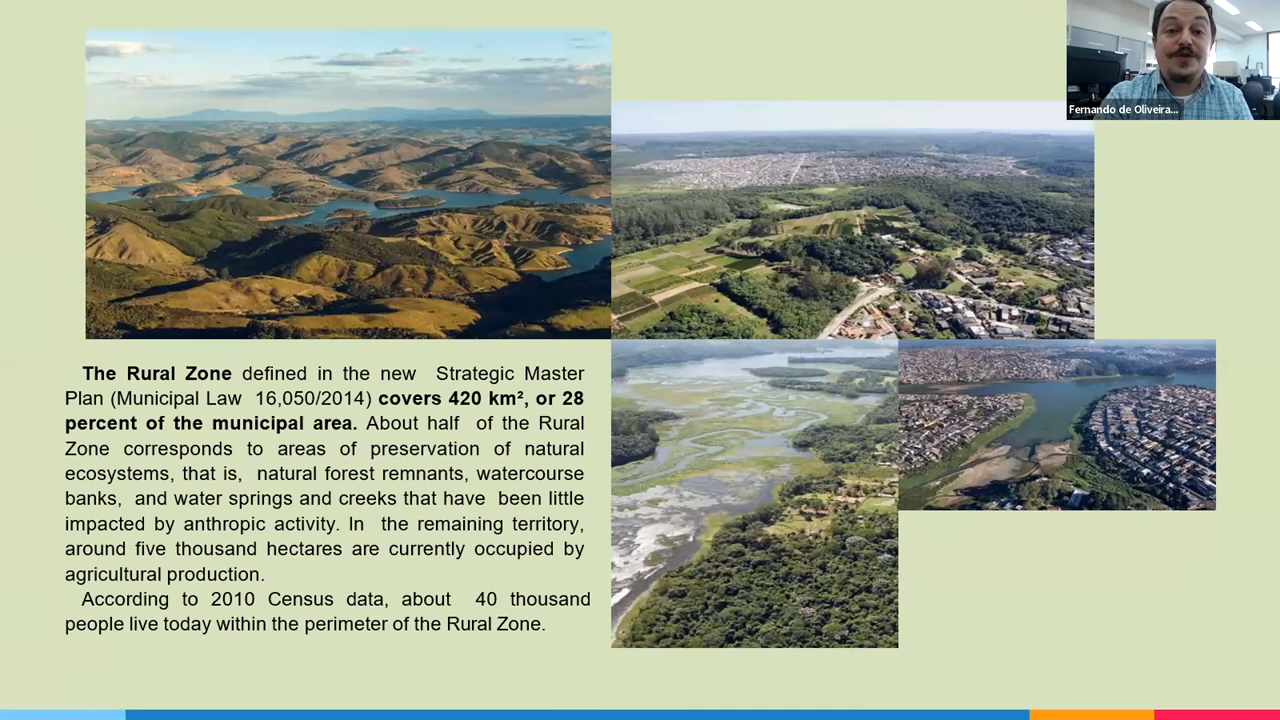 Fernando de Oliveira...
The Rural Zone defined in the new Strategic Master
Plan (Municipal Law 16,050/2014) covers 420 km², or 28
percent of the municipal area. About half of the Rural
Zone corresponds to areas of preservation of natural
ecosystems, that is, natural forest remnants, watercourse
banks, and water springs and creeks that have been little
impacted by anthropic activity. In the remaining territory,
around five thousand hectares are currently occupied by
agricultural production.
According to 2010 Census data, about 40 thousand
people live today within the perimeter of the Rural Zone.